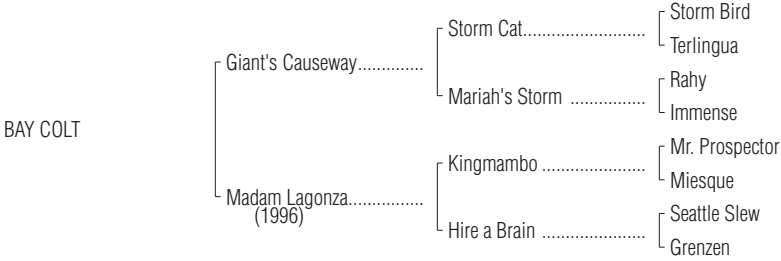 Storm Bird
Storm Cat..........................
Terlingua
Giant's Causeway..............
Rahy
Mariah's Storm ................
Immense
BAY COLT
Mr. Prospector
Kingmambo ......................
Miesque
Madam Lagonza................
(1996)
Seattle Slew
Hire a Brain ......................
Grenzen